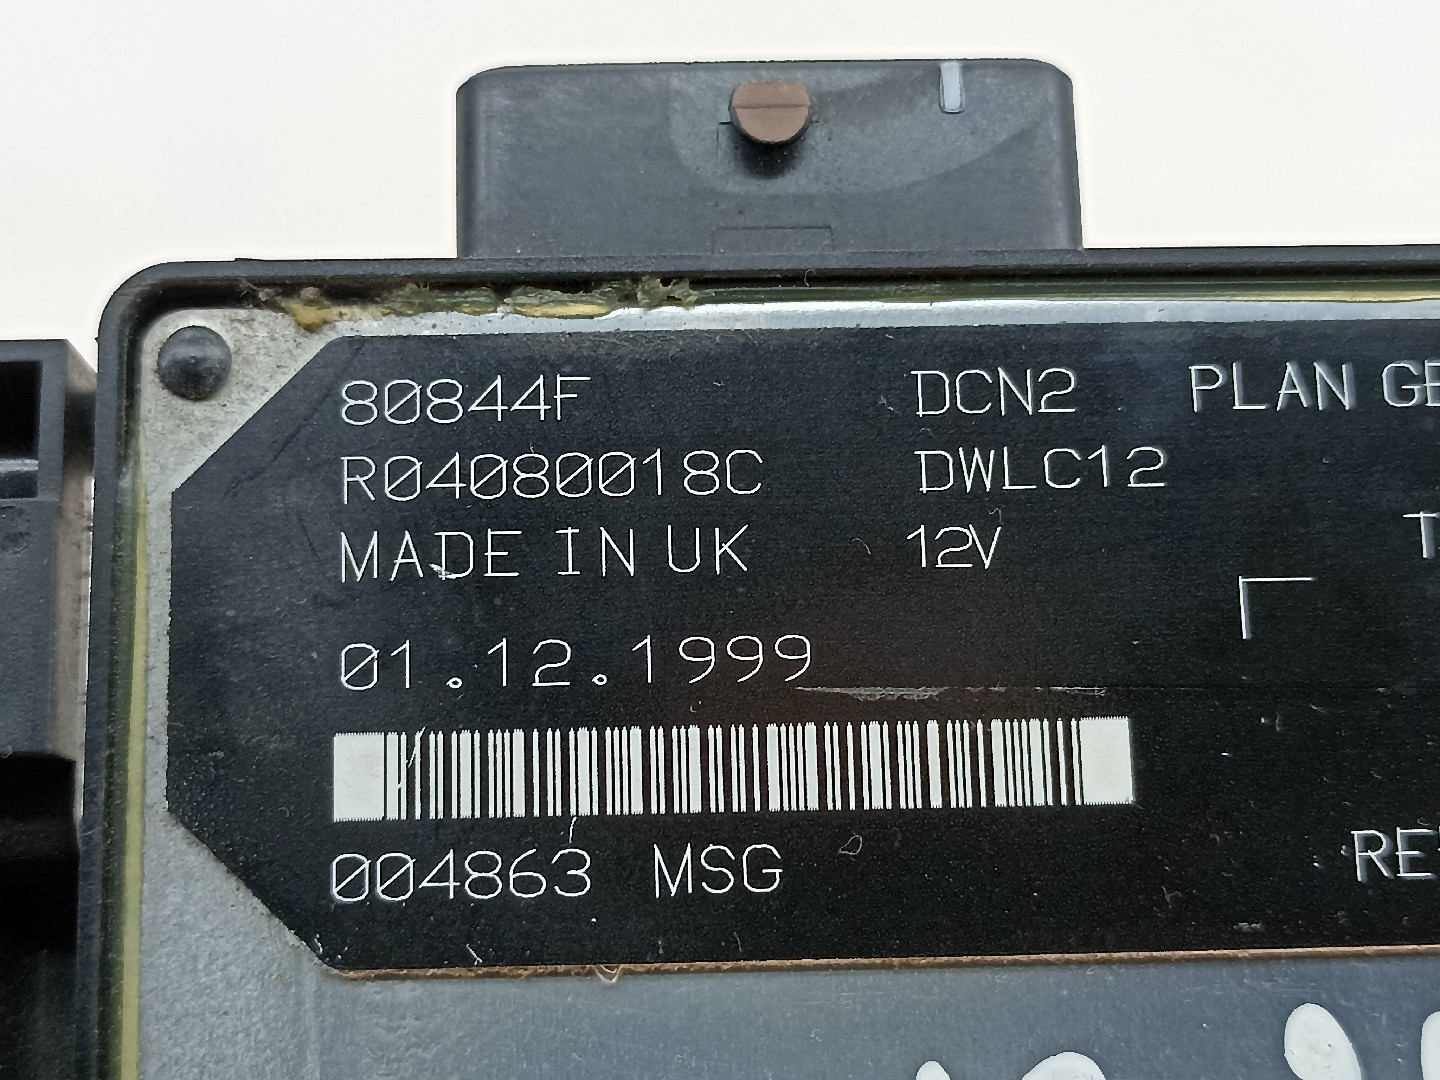 80844F DCN2 PLAN
R04080018C DWLC12
MADE IN UK 12V
01.12.1999
004863 MSG